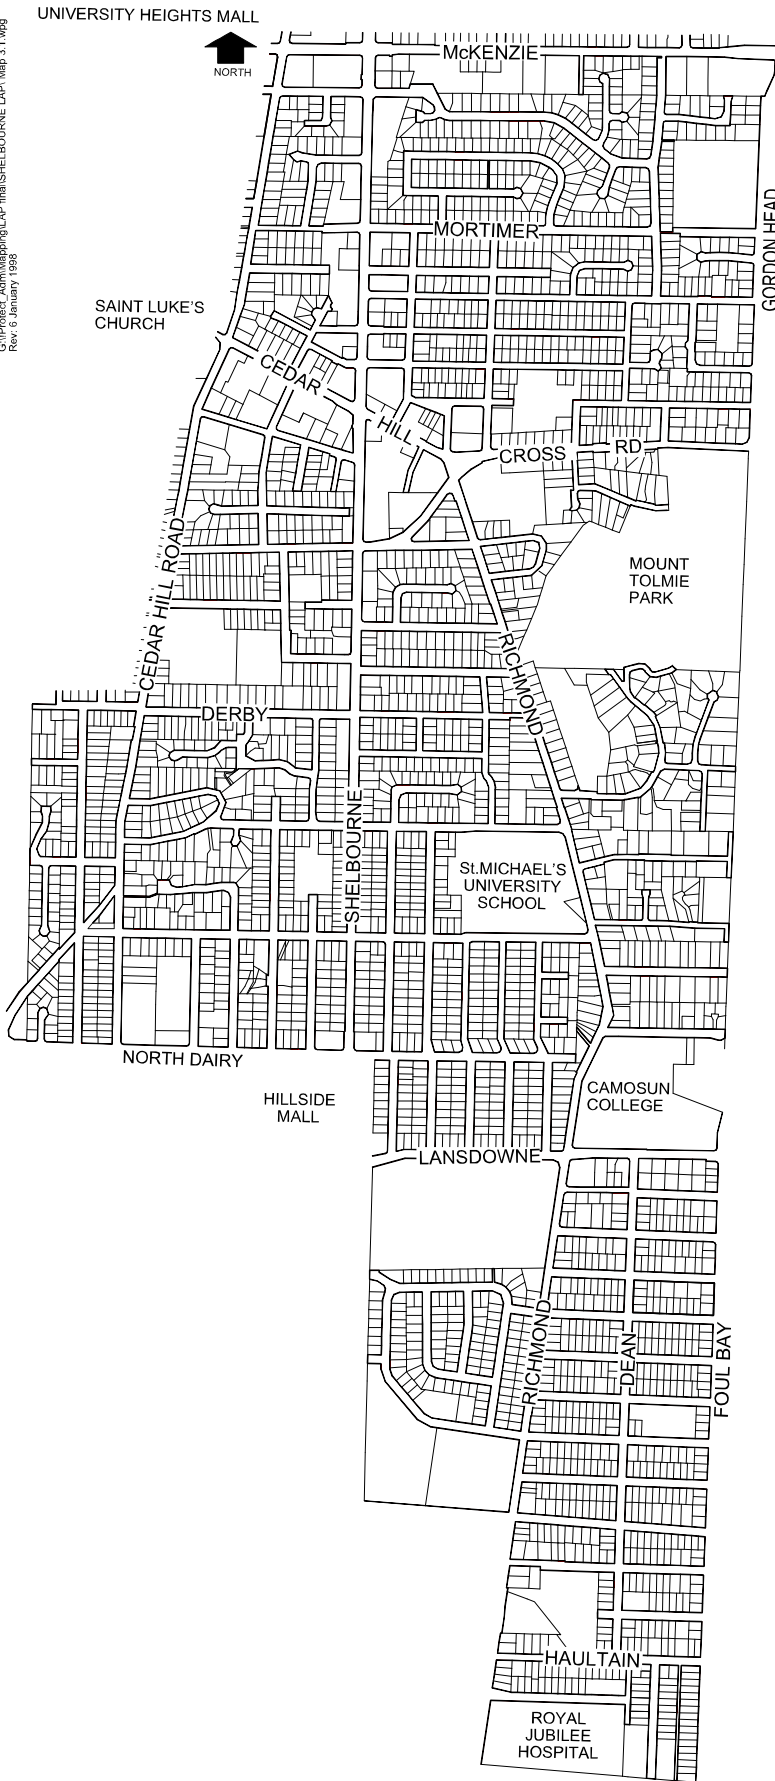 UNIVERSITY HEIGHTS MALL
NORTH
McKENZIE
Rev: 6 January 1998
MORTIMER
GORDON HEAD
SAINT LUKE'S
CHURCH
CEDAR
HILL
CROSS
RD
CEDAR HILL ROAD
MOUNT
TOLMIE
PARK
RICHMOND
DERBY
SHELBOURNE
St.MICHAEL'S
UNIVERSITY
SCHOOL
NORTH DAIRY
HILLSIDE
MALL
CAMOSUN
COLLEGE
LANSDOWNE
RICHMOND
DEAN
FOUL BAY
HAULTAIN
ROYAL
JUBILEE
HOSPITAL